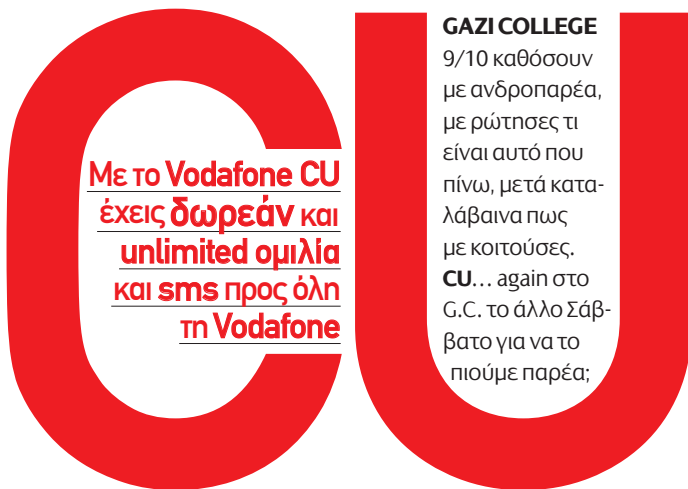 CU
Με το Vodafone CU
έχεις δωρεάν και
unlimited ομιλία
και sms προς όλη
τη Vodafone
GAZI COLLEGE
9/10 καθόσουν
με ανδροπαρέα,
με ρώτησες τι
είναι αυτό που
πίνω, μετά κατα-
λάβαινα πως
με κοιτούσες.
CU... again στο
G.C. το άλλο Σάβ-
βατο για να το
πιούμε παρέα;